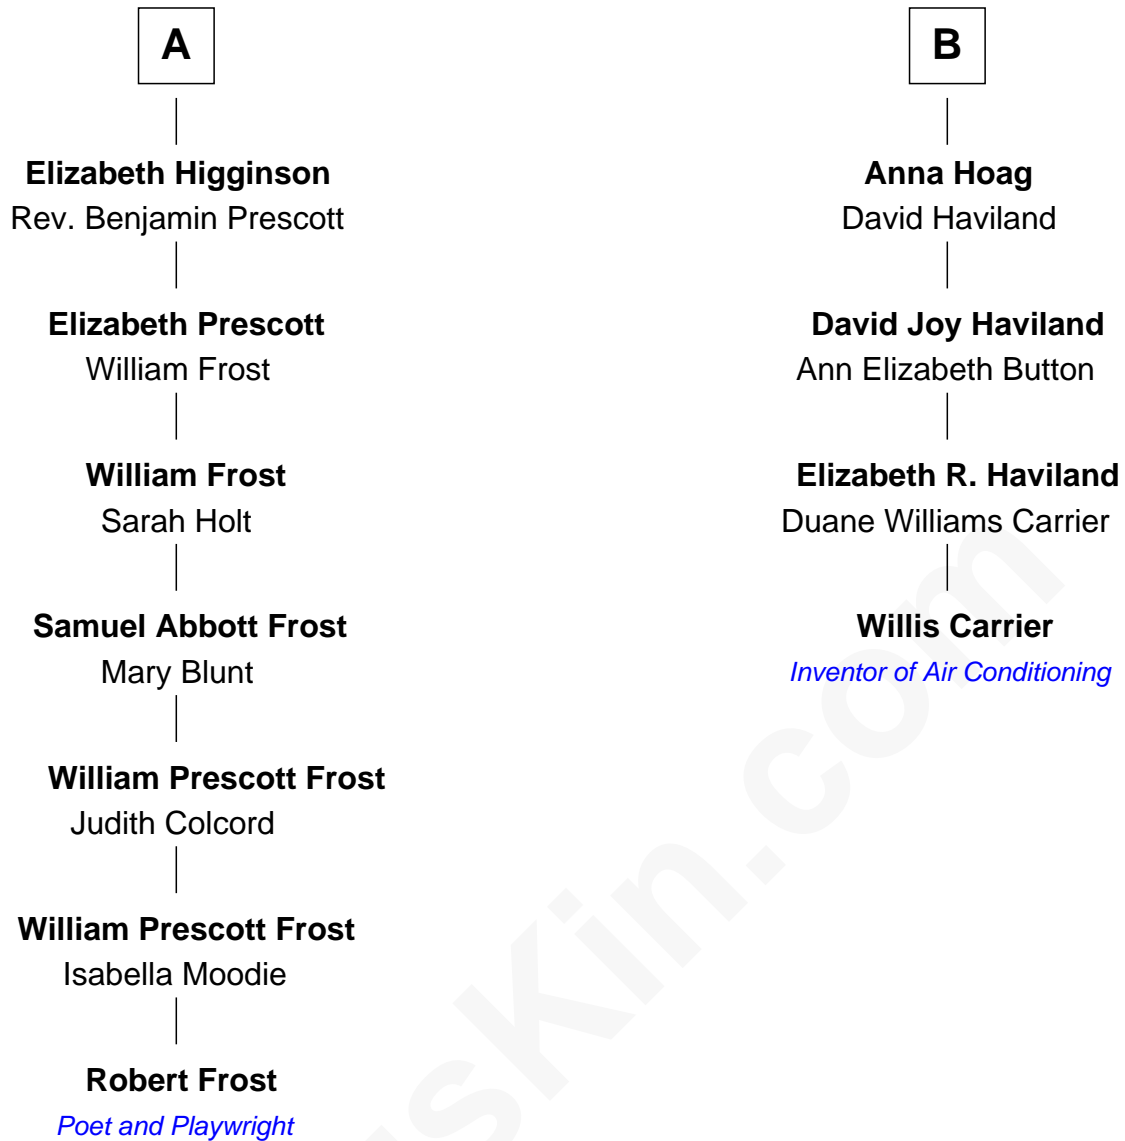 A
Elizabeth Higginson
Rev. Benjamin Prescott
Elizabeth Prescott
William Frost
William Frost
Sarah Holt
Samuel Abbott Frost
Mary Blunt
William Prescott Frost
Judith Colcord
William Prescott Frost
Isabella Moodie
Robert Frost
Poet and Playwright
B
Anna Hoag
David Haviland
David Joy Haviland
Ann Elizabeth Button
Elizabeth R. Haviland
Duane Williams Carrier
Willis Carrier
Inventor of Air Conditioning
sKin.com